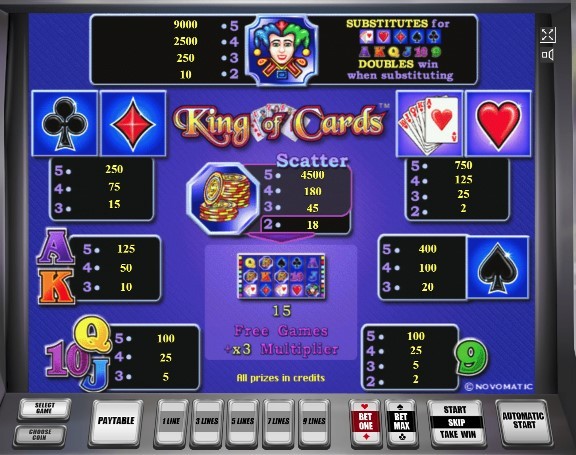 9000 • 5
2500 • 4
250 • 3
10 • 2
SUBSTITUTES for
A K Q J 10 9
DOUBLES win
when substituting
King of Cards™
5 • 250
4 • 75
3 • 15
Scatter
5 • 4500
4 • 180
3 • 45
2 • 18
5 • 750
4 • 125
3 • 25
2 • 2
A
K
5 • 125
4 • 50
3 • 10
15
Free Games
+x3 Multiplier
5 • 400
4 • 100
3 • 20
Q
10 J
5 • 100
4 • 25
3 • 5
All prizes in credits
5 • 100
4 • 25
3 • 5
2 • 2
9
© NOVOMATIC
SELECT
GAME
CHOOSE
COIN
PAYTABLE
1 LINE
3 LINES
5 LINES
7 LINES
9 LINES
BET
ONE
BET
MAX
START
SKIP
TAKE WIN
AUTOMATIC
START